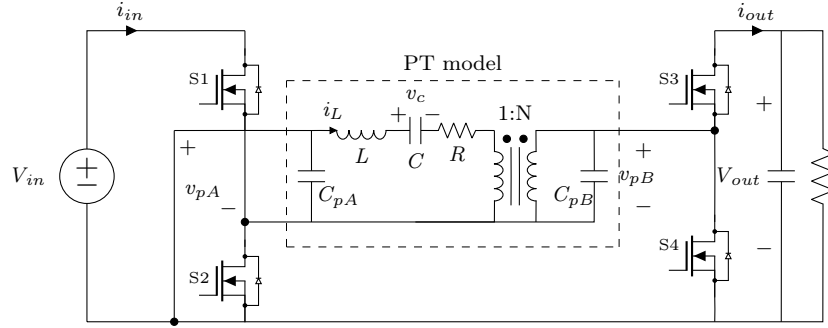 i_in
i_out
S1
S3
PT model
v_c
i_L
+
−
1:N
L
C
R
+
v_pA
−
C_pA
C_pB
+
v_pB
−
V_in
+
−
+
V_out
−
S2
S4